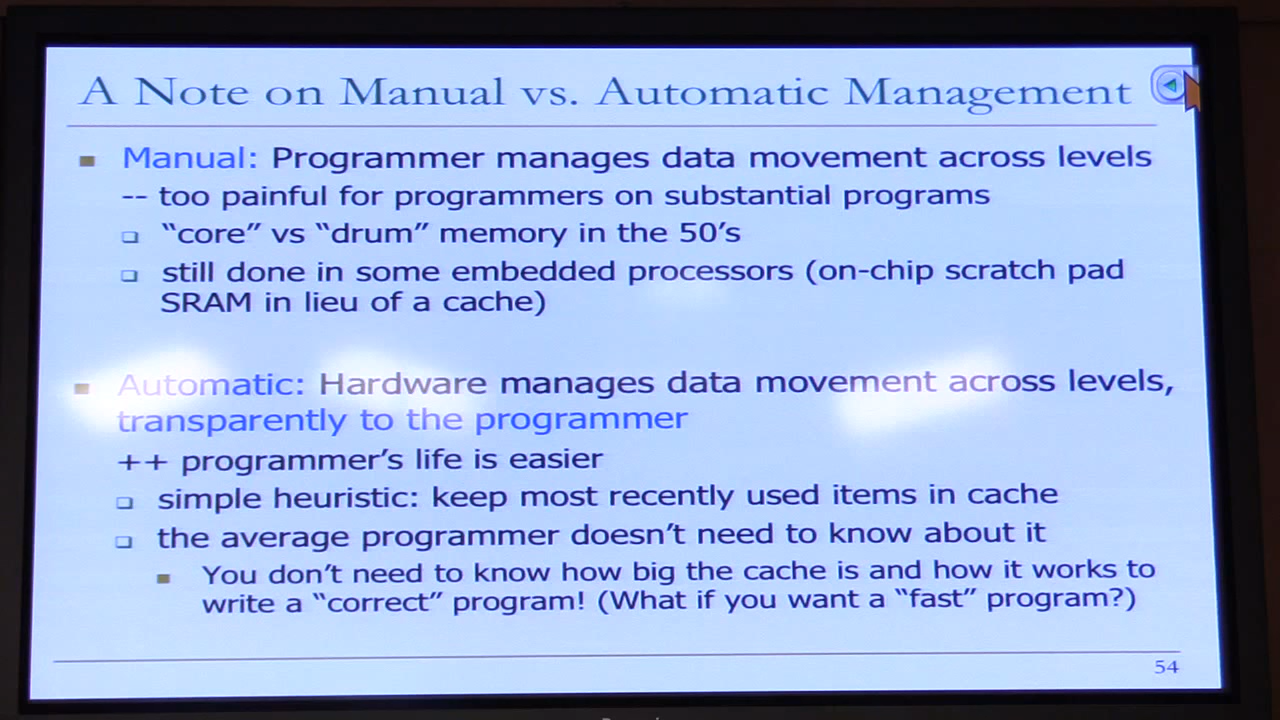 A Note on Manual vs. Automatic Management
Manual: Programmer manages data movement across levels
-- too painful for programmers on substantial programs
“core” vs “drum” memory in the 50’s
still done in some embedded processors (on-chip scratch pad
SRAM in lieu of a cache)
Automatic: Hardware manages data movement across levels,
transparently to the programmer
++ programmer’s life is easier
simple heuristic: keep most recently used items in cache
the average programmer doesn’t need to know about it
You don’t need to know how big the cache is and how it works to
write a “correct” program! (What if you want a “fast” program?)
54